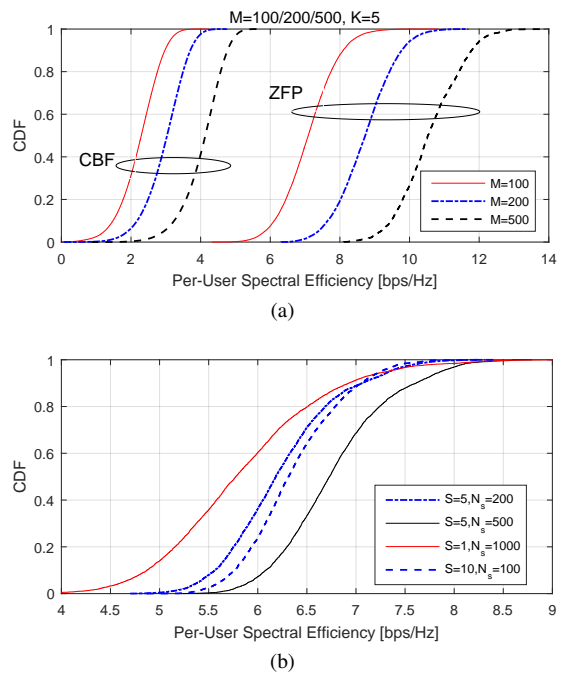 M=100/200/500, K=5
1
0.8
0.6
0.4
0.2
0
CDF
ZFP
CBF
M=100
M=200
M=500
0 2 4 6 8 10 12 14
Per-User Spectral Efficiency [bps/Hz]
(a)
1
0.8
0.6
0.4
0.2
0
CDF
S=5,N_s=200
S=5,N_s=500
S=1,N_s=1000
S=10,N_s=100
4 4.5 5 5.5 6 6.5 7 7.5 8 8.5 9
Per-User Spectral Efficiency [bps/Hz]
(b)